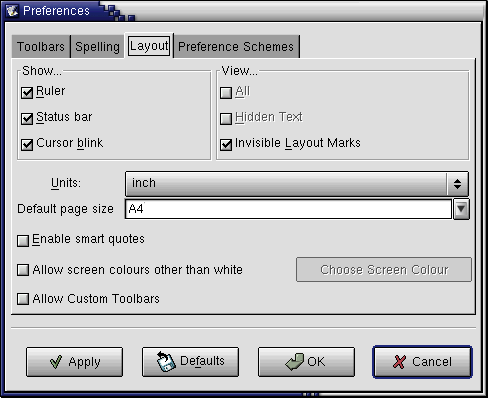 Preferences
Toolbars Spelling Layout Preference Schemes
Show... View...
Ruler All
Status bar Hidden Text
Cursor blink Invisible Layout Marks
Units: inch
Default page size A4
Enable smart quotes
Allow screen colours other than white Choose Screen Colour
Allow Custom Toolbars
Apply Defaults OK Cancel